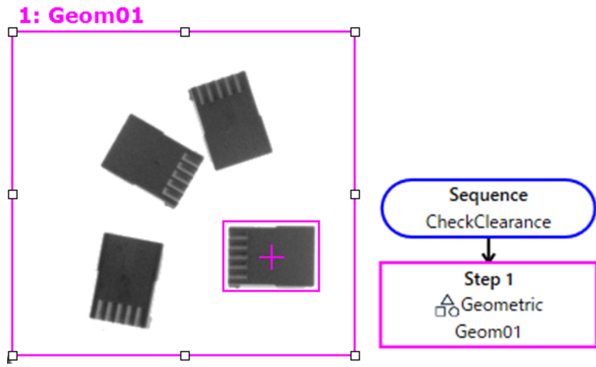 1: Geom01
Sequence
CheckClearance
Step 1
Geometric
Geom01